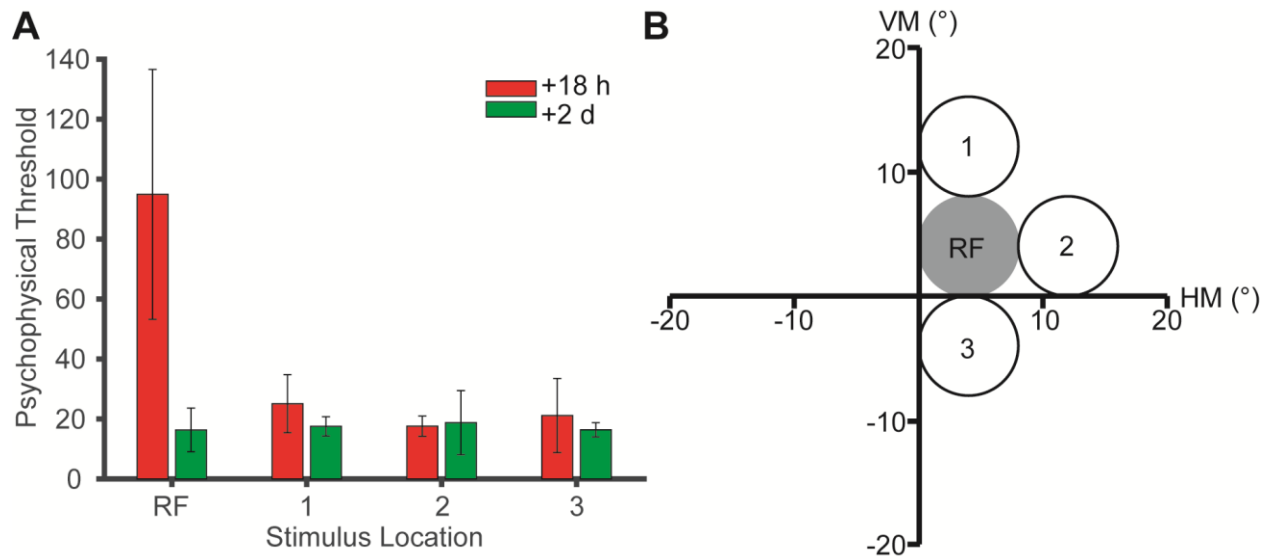 A
140
120
100
80
60
40
20
0
Psychophysical Threshold
+18 h
+2 d
RF 1 2 3
Stimulus Location
B
VM (°)
20
10
-10
-20
-20 -10 10 20
HM (°)
1
RF
2
3